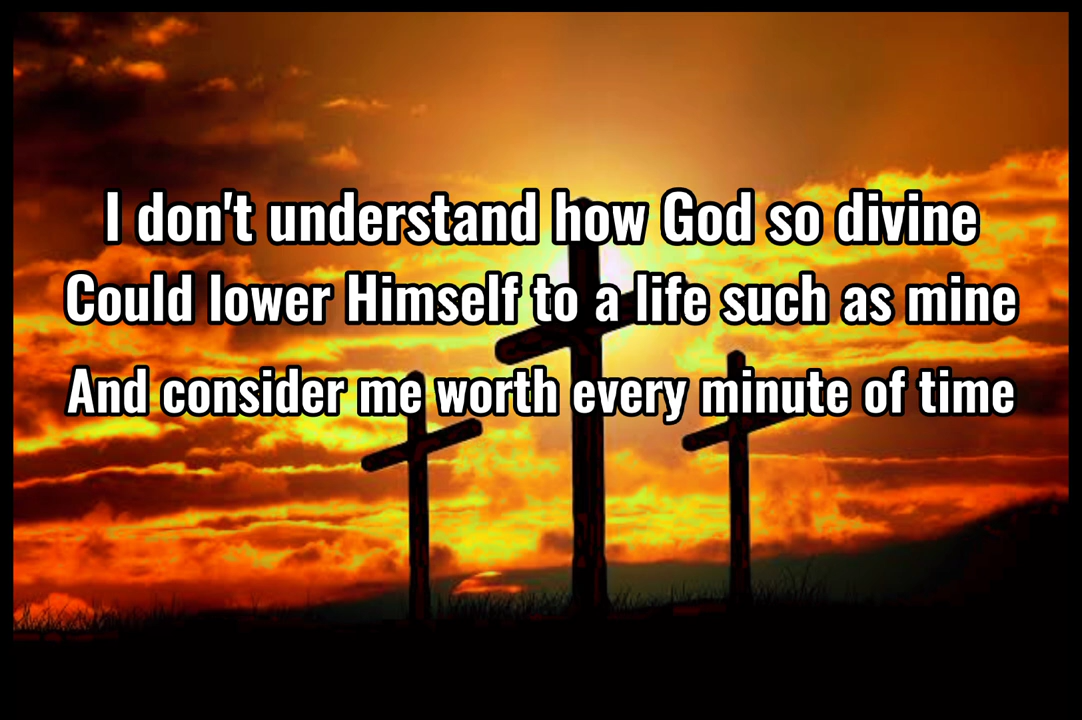 I don't understand how God so divine
Could lower Himself to a life such as mine
And consider me worth every minute of time